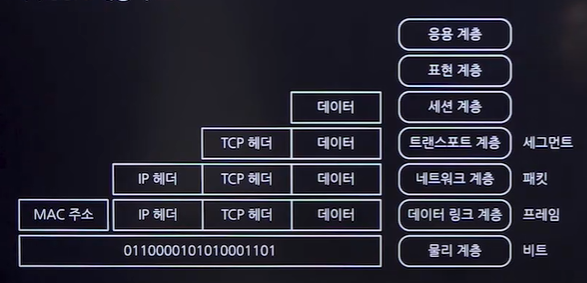 응용 계층
표현 계층
데이터 세션 계층
TCP 헤더 데이터 트랜스포트 계층 세그먼트
IP 헤더 TCP 헤더 데이터 네트워크 계층 패킷
MAC 주소 IP 헤더 TCP 헤더 데이터 데이터 링크 계층 프레임
0110000101010001101 물리 계층 비트